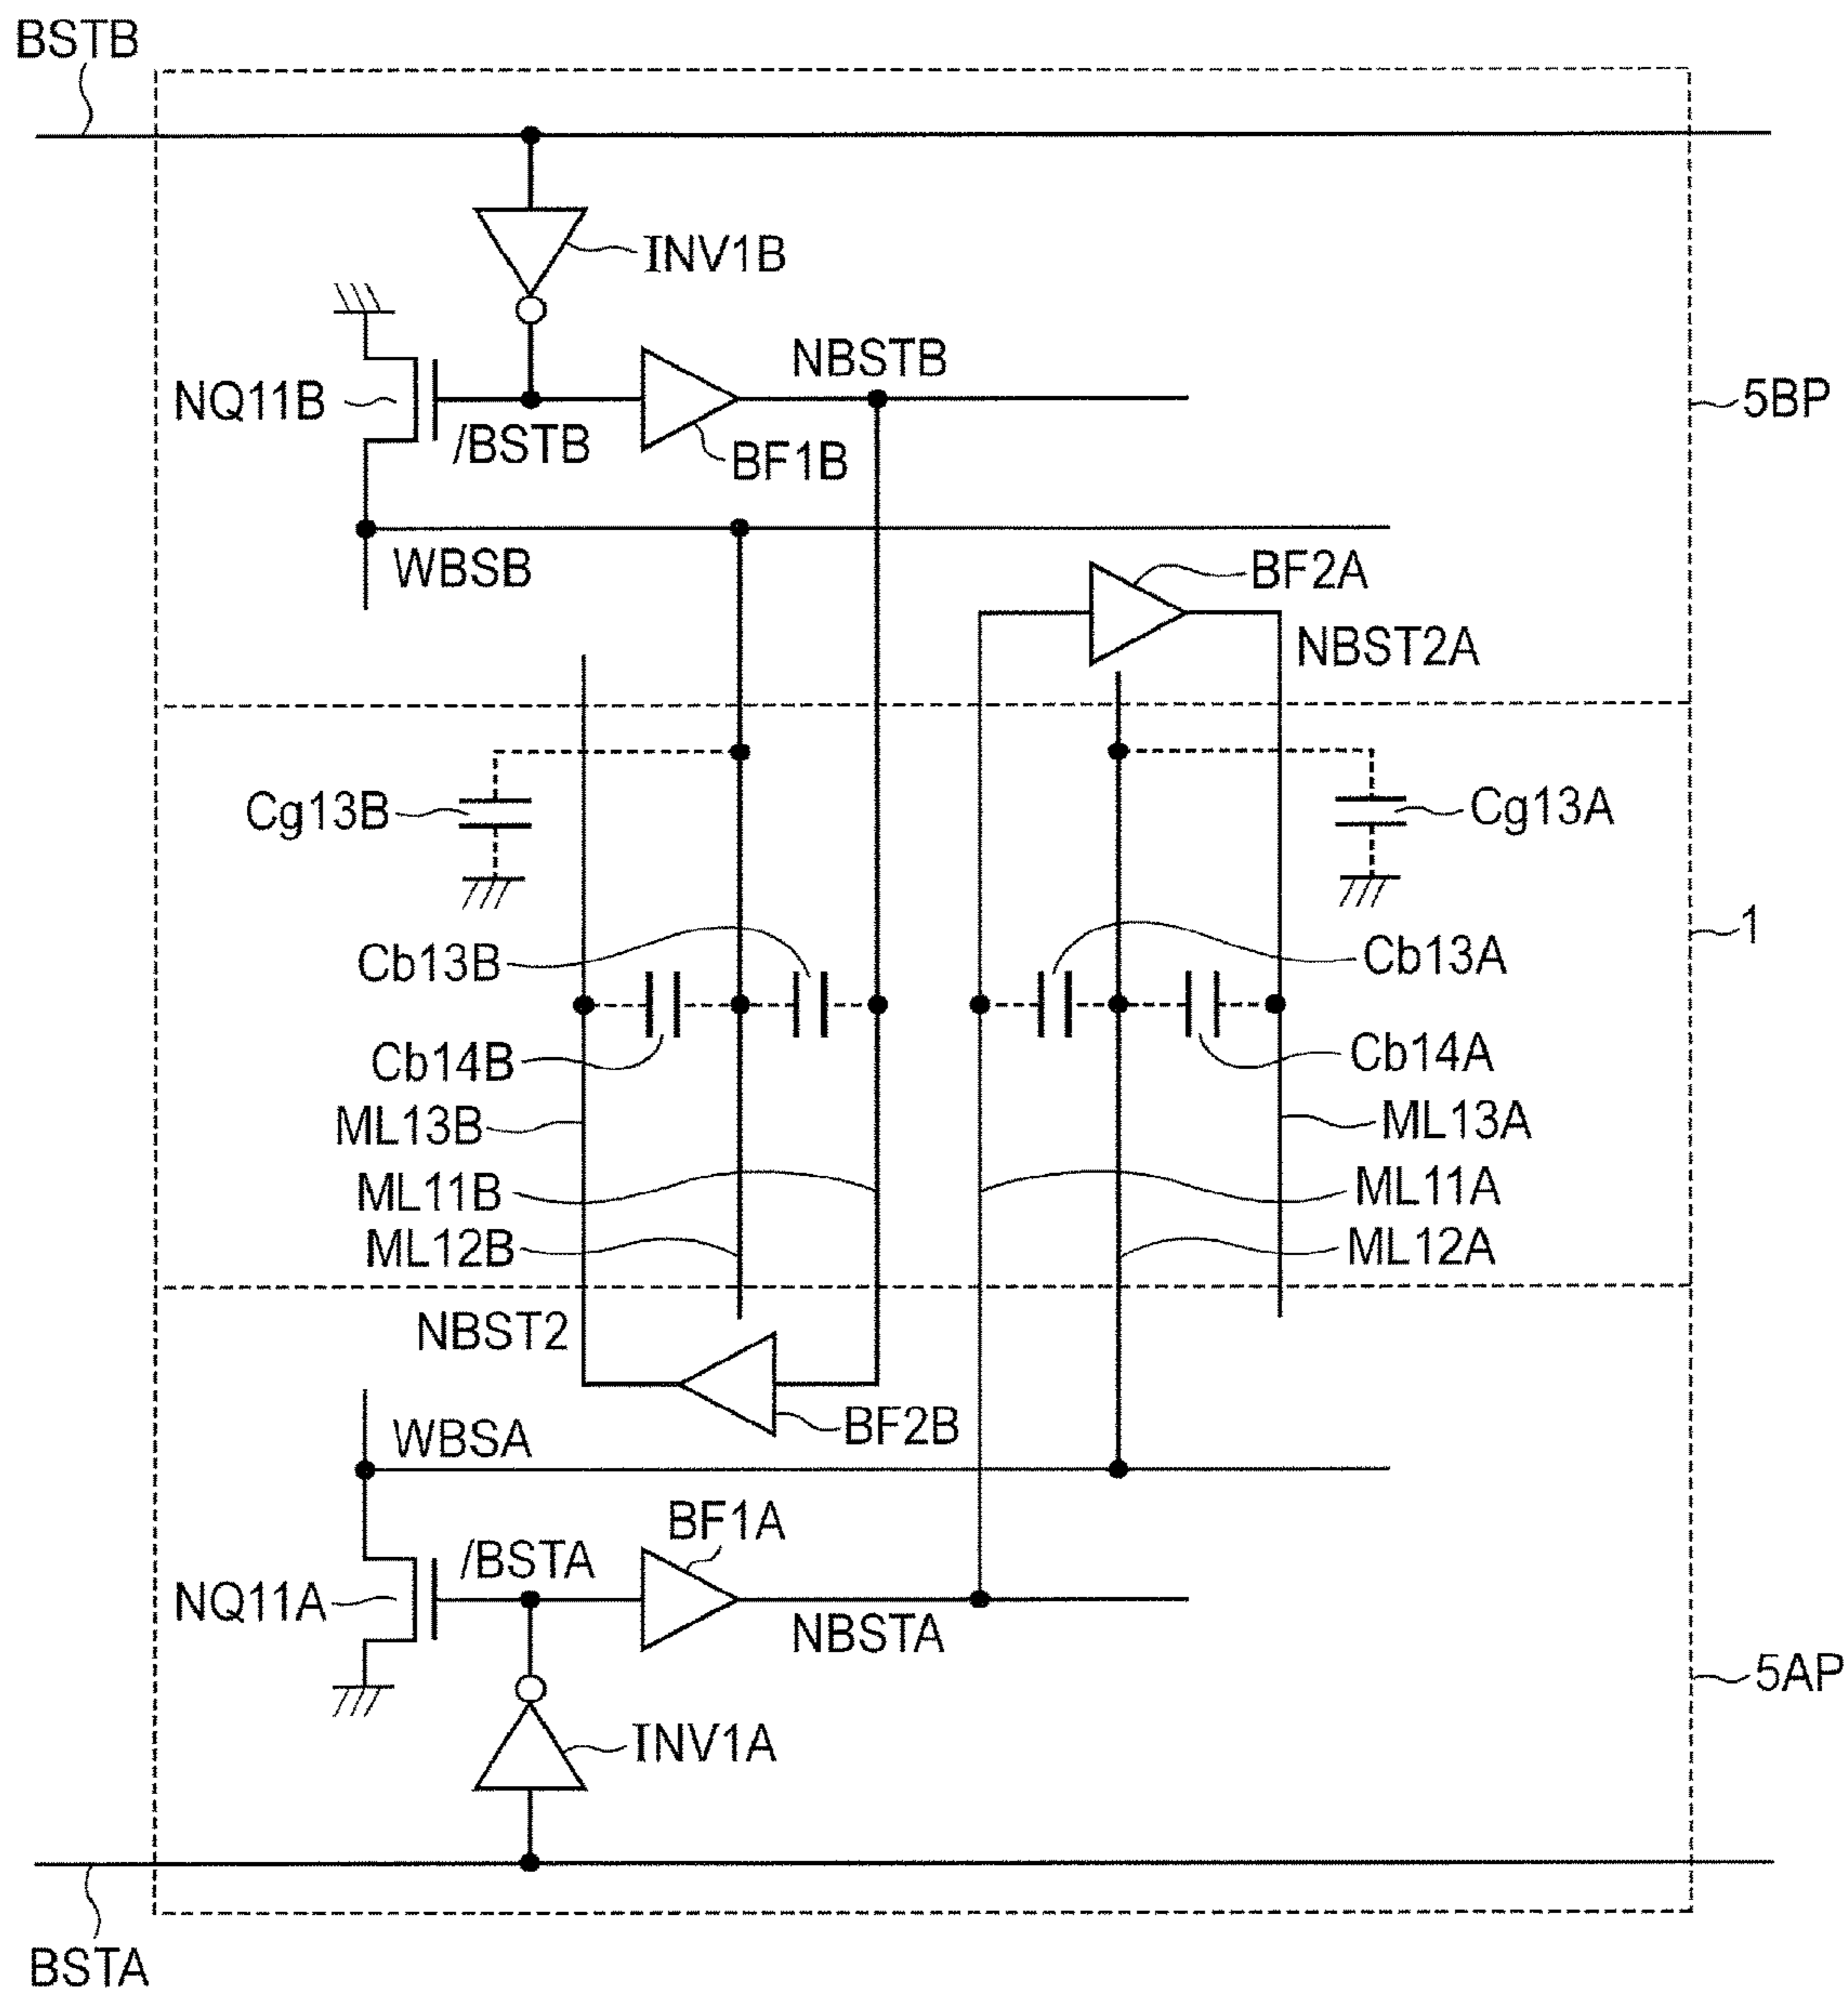 BSTB
INV1B
NBSTB
NQ11B
5BP
/BSTB
BF1B
WBSB
BF2A
NBST2A
Cg13B
Cg13A
1
Cb13B
Cb13A
Cb14B
Cb14A
ML13B
ML13A
ML11B
ML11A
ML12B
ML12A
NBST2
BF2B
WBSA
BF1A
/BSTA
NQ11A
NBSTA
5AP
INV1A
BSTA